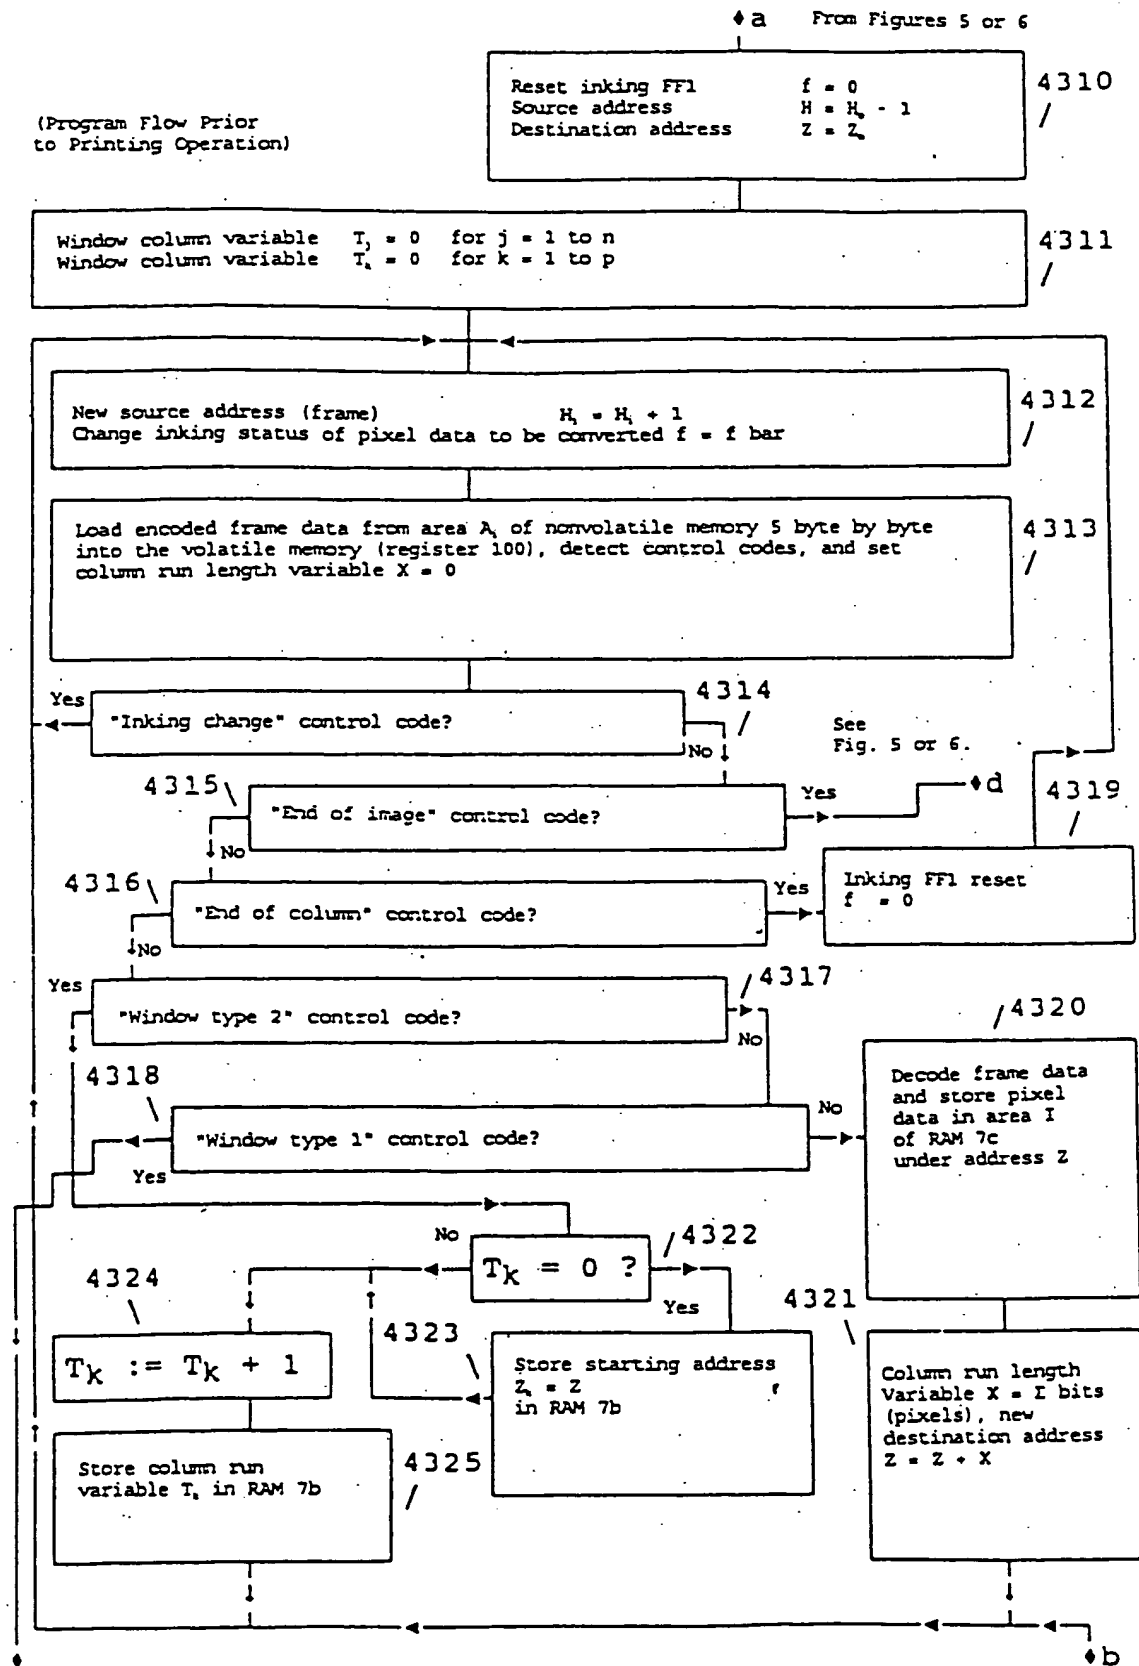 a From Figures 5 or 6
Reset inking FF1 f = 0
Source address H = H₀ - 1
Destination address Z = Z₀
4310
(Program Flow Prior
to Printing Operation)
Window column variable Tⱼ = 0 for j = 1 to n
Window column variable Tₖ = 0 for k = 1 to p
4311
New source address (frame) Hᵢ = Hᵢ + 1
Change inking status of pixel data to be converted f = f bar
4312
Load encoded frame data from area Aᵢ of nonvolatile memory 5 byte by byte
into the volatile memory (register 100), detect control codes, and set
column run length variable X = 0
4313
Yes
"Inking change" control code?
4314
No
See
Fig. 5 or 6.
4315
"End of image" control code?
Yes
d
4319
No
4316
"End of column" control code?
Yes
Inking FF1 reset
f = 0
No
Yes
"Window type 2" control code?
4317
No
4320
4318
"Window type 1" control code?
No
Yes
Decode frame data
and store pixel
data in area I
of RAM 7c
under address Z
No
Tk = 0 ?
4322
Yes
4324
4323
4321
Tk := Tk + 1
Store starting address
Zₖ = Z
in RAM 7b
Column run length
Variable X = Σ bits
(pixels), new
destination address
Z = Z + X
Store column run
variable Tₖ in RAM 7b
4325
b